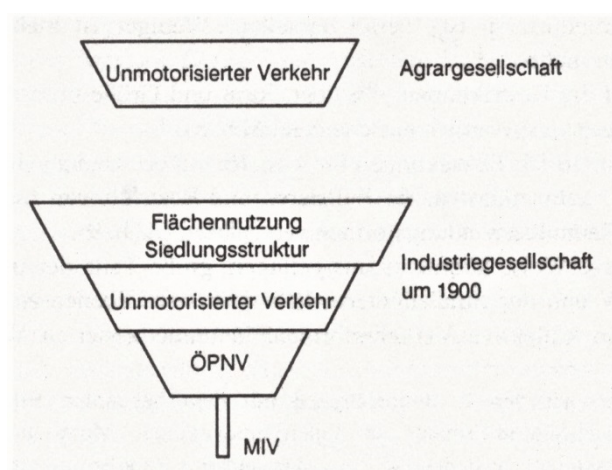 Unmotorisierter Verkehr
Agrargesellschaft
Flächennutzung
Siedlungsstruktur
Industriegesellschaft
um 1900
Unmotorisierter Verkehr
ÖPNV
MIV